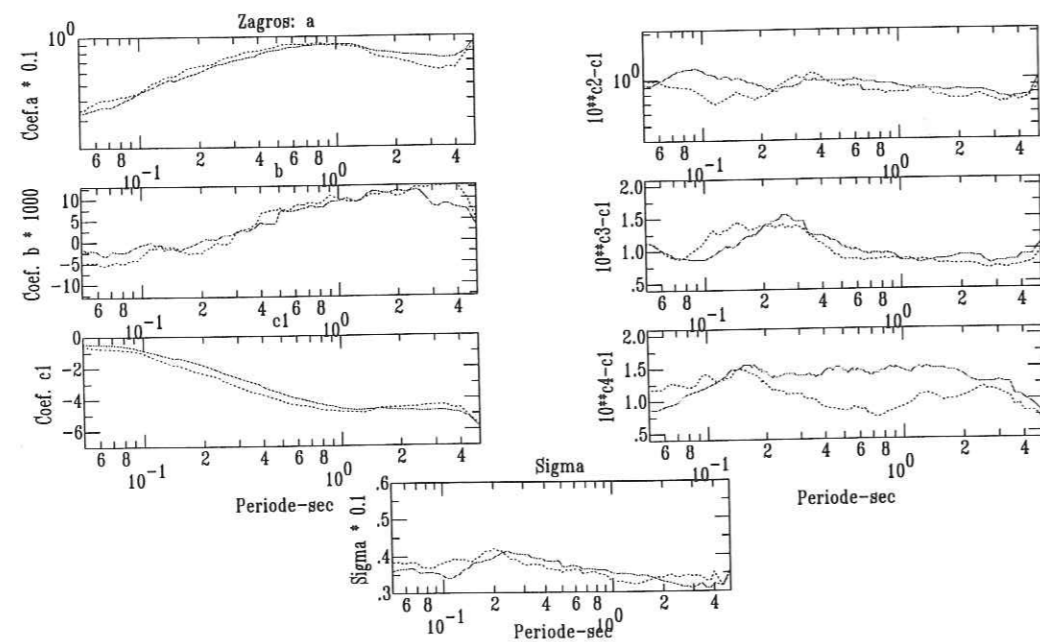 Zagros: a
10^0
Coef.a * 0.1
6 8 2 4 6 8 2 4
10^-1 b 10^0
Coef. b * 1000
10
5
0
-5
-10
6 8 2 4 6 8 2 4
10^-1 c1 10^0
Coef. c1
0
-2
-4
-6
6 8 2 4 6 8 2 4
10^-1 10^0
Periode-sec
10**c2-c1
10^0
6 8 2 4 6 8 2 4
10^-1 10^0
10**c3-c1
2.0
1.5
1.0
.5
6 8 2 4 6 8 2 4
10^-1 10^0
10**c4-c1
2.0
1.5
1.0
.5
6 8 2 4 6 8 2 4
10^-1 10^0
Periode-sec
Sigma
Sigma * 0.1
.6
.5
.4
.3
6 8 2 4 6 8 2 4
10^-1 10^0
Periode-sec